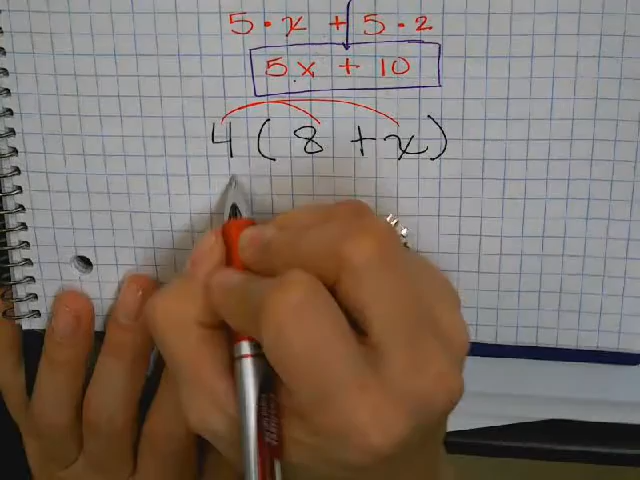 5 · x + 5 · 2
5x + 10
4 ( 8 + x )